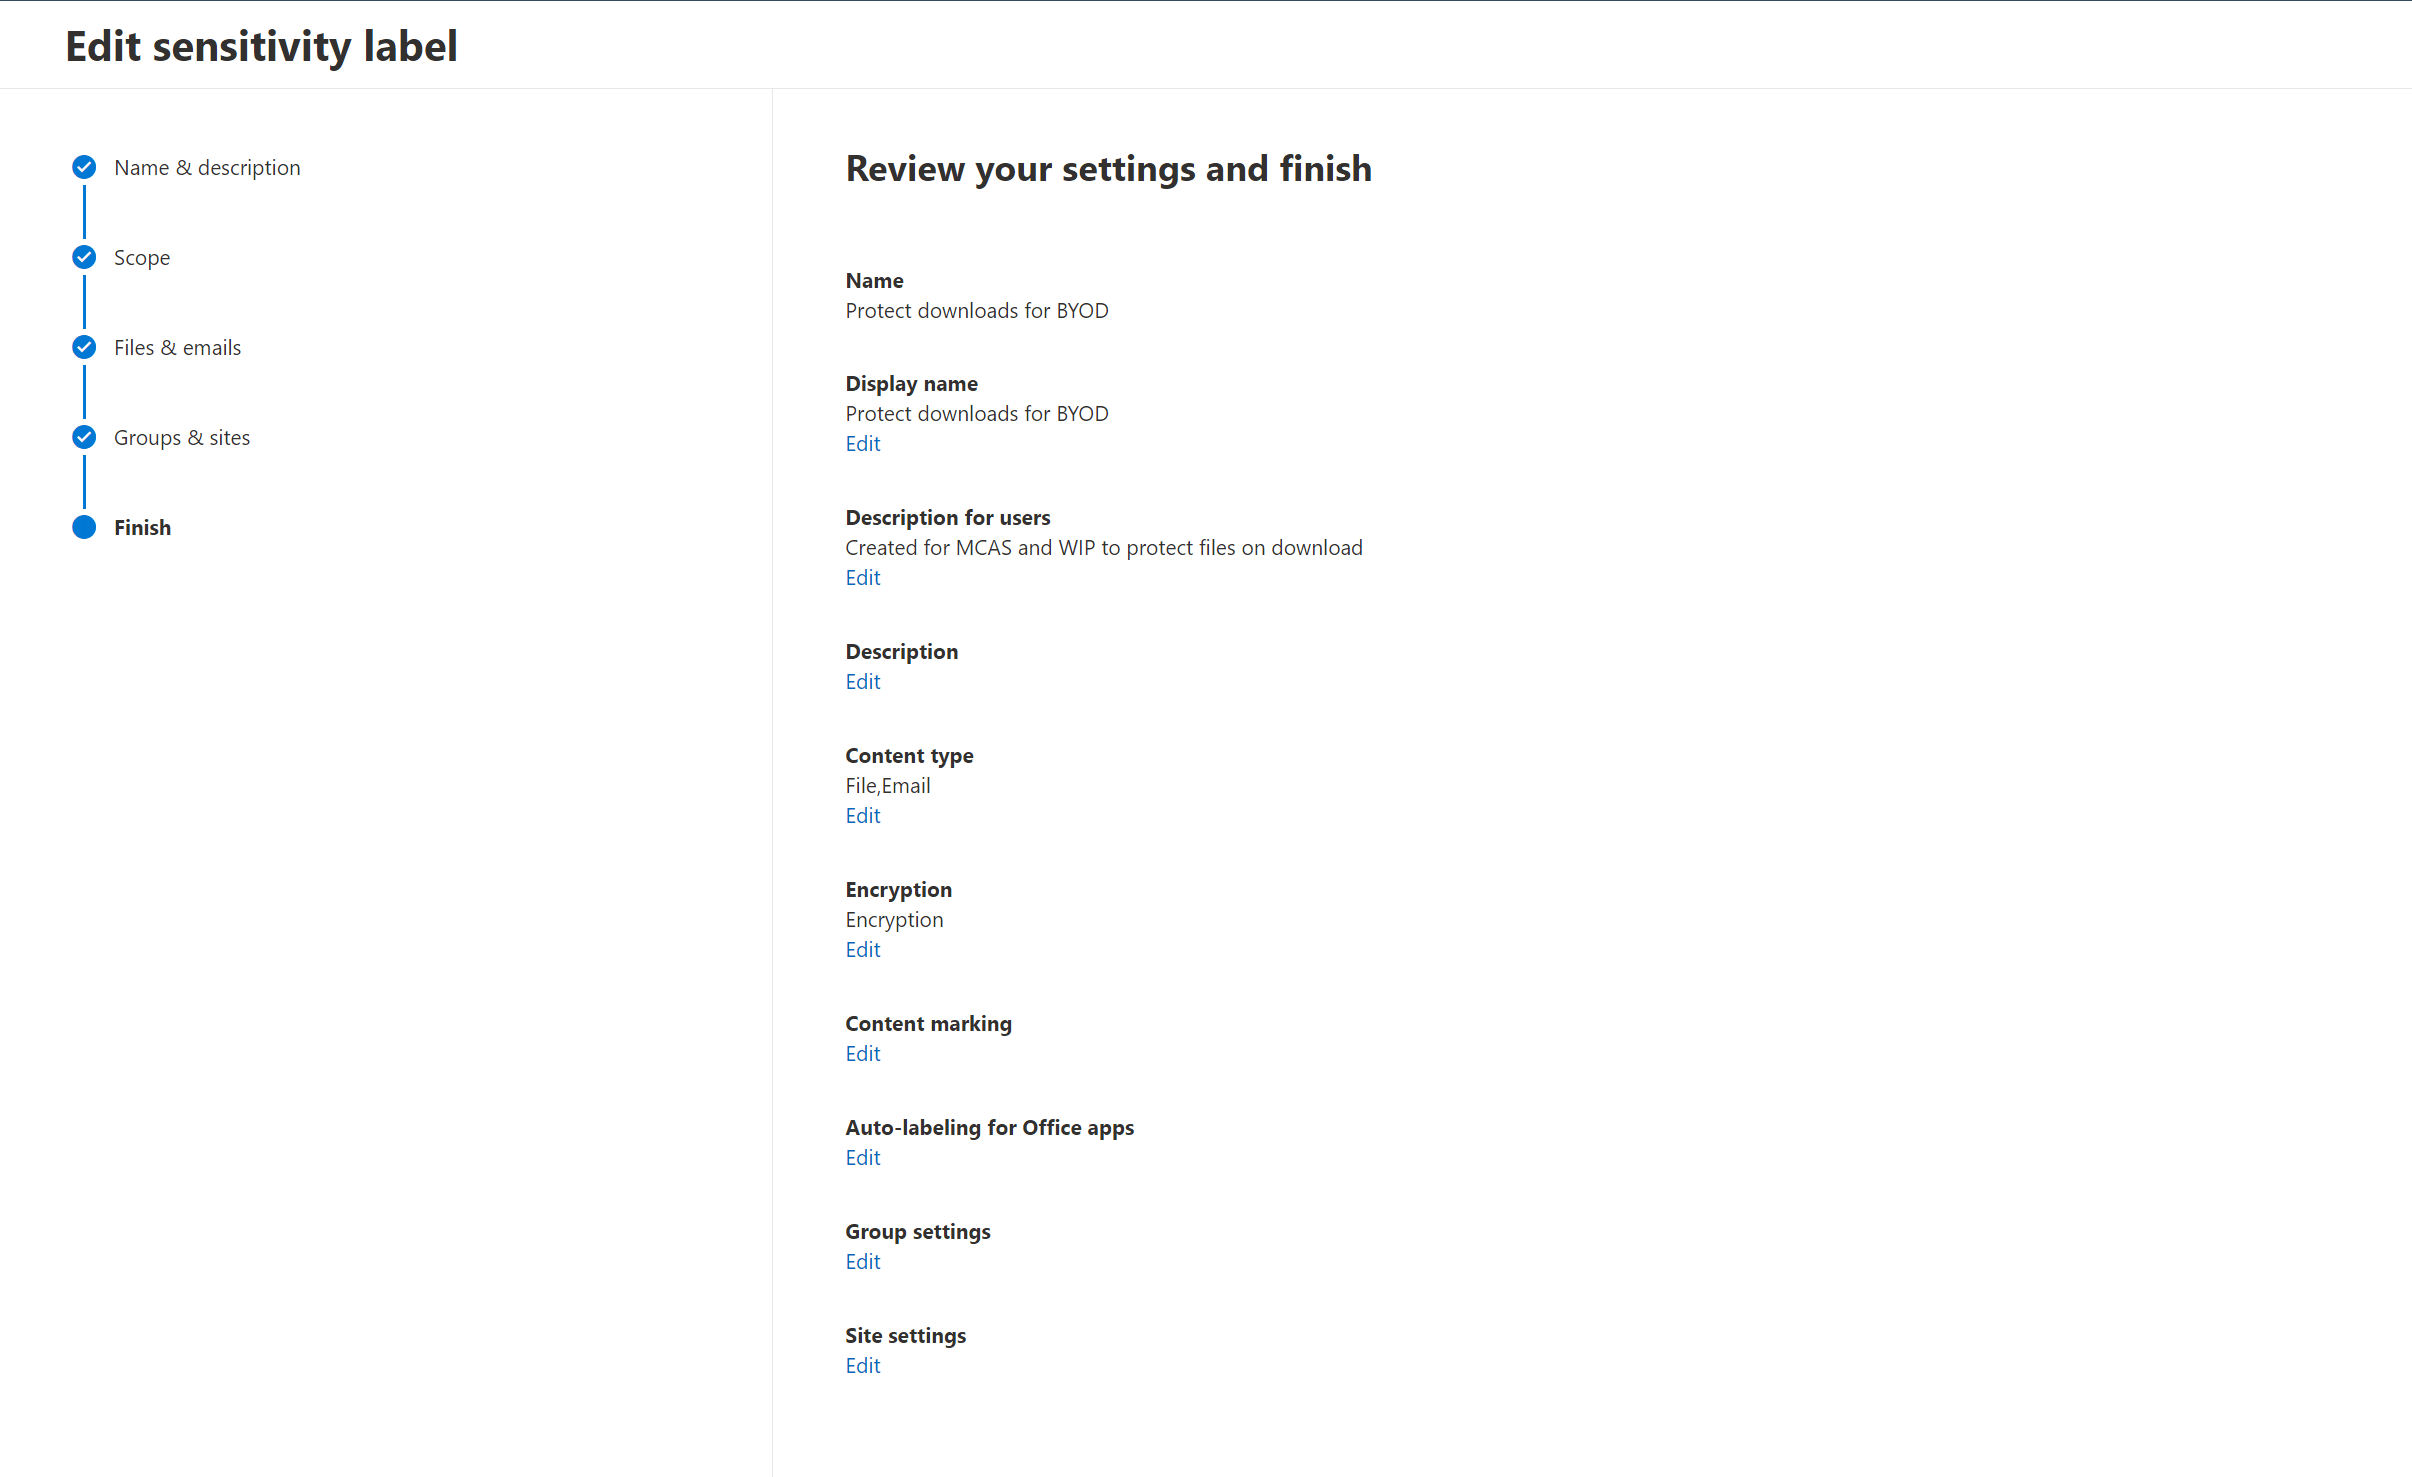 Edit sensitivity label
Name & description
Scope
Files & emails
Groups & sites
Finish
Review your settings and finish
Name
Protect downloads for BYOD
Display name
Protect downloads for BYOD
Edit
Description for users
Created for MCAS and WIP to protect files on download
Edit
Description
Edit
Content type
File,Email
Edit
Encryption
Encryption
Edit
Content marking
Edit
Auto-labeling for Office apps
Edit
Group settings
Edit
Site settings
Edit